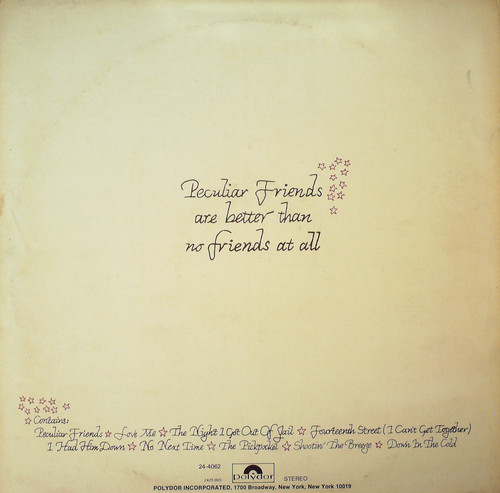 Peculiar Friends
are better than
no friends at all
Contains:
Peculiar Friends ☆ Love Me ☆ The Night I Got Out Of Jail ☆ Fourteenth Street (I Can't Get Together)
I Had Him Down ☆ No Next Time ☆ The Pickpocket ☆ Shootin' The Breeze ☆ Down In The Cold
24-4062
polydor
STEREO
POLYDOR INCORPORATED, 1700 Broadway, New York, New York 10019